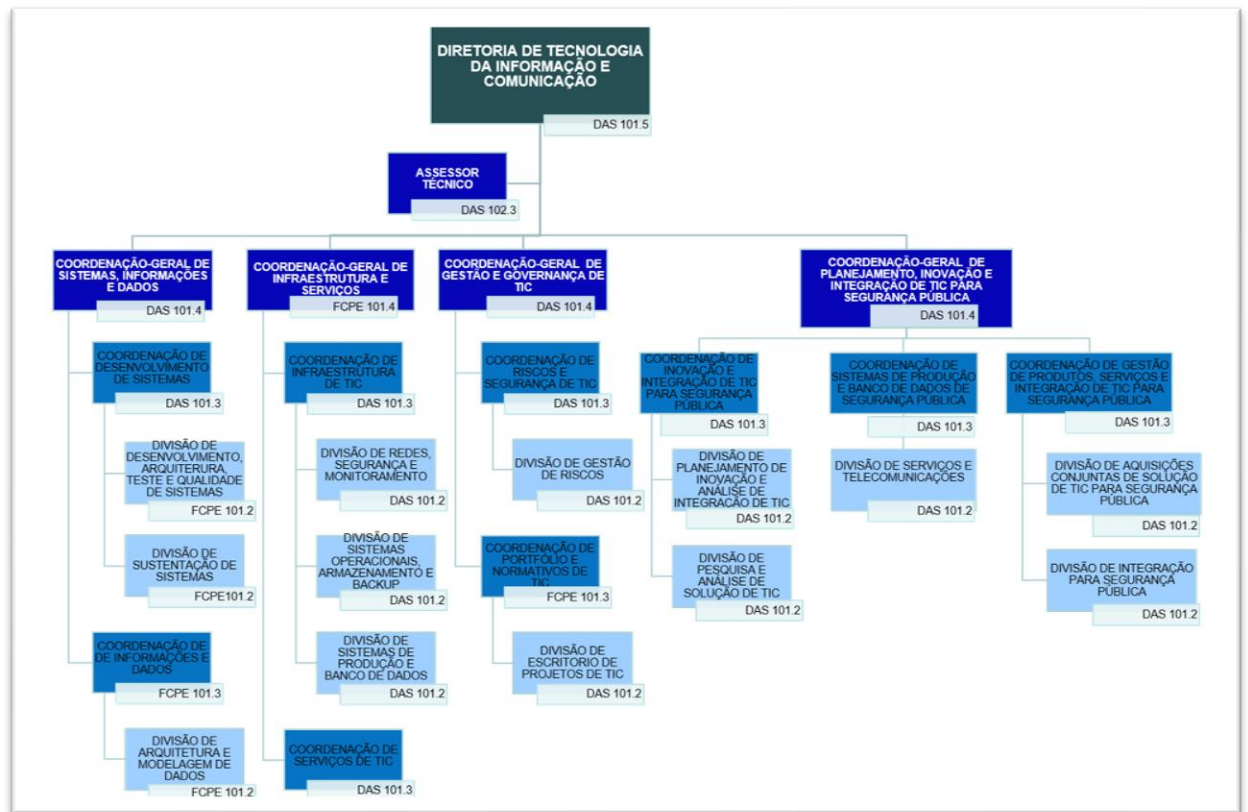 DIRETORIA DE TECNOLOGIA
DA INFORMAÇÃO E
COMUNICAÇÃO
DAS 101.5
ASSESSOR
TÉCNICO
DAS 102.3
COORDENAÇÃO-GERAL DE
SISTEMAS, INFORMAÇÕES
E DADOS
DAS 101.4
COORDENAÇÃO-GERAL DE
INFRAESTRUTURA E
SERVIÇOS
FCPE 101.4
COORDENAÇÃO-GERAL DE
GESTÃO E GOVERNANÇA DE
TIC
DAS 101.4
COORDENAÇÃO-GERAL DE
PLANEJAMENTO, INOVAÇÃO E
INTEGRAÇÃO DE TIC PARA
SEGURANÇA PÚBLICA
DAS 101.4
COORDENAÇÃO DE
DESENVOLVIMENTO
DE SISTEMAS
DAS 101.3
DIVISÃO DE
DESENVOLVIMENTO,
ARQUITERURA,
TESTE E QUALIDADE
DE SISTEMAS
FCPE 101.2
DIVISÃO DE
SUSTENTAÇÃO DE
SISTEMAS
FCPE101.2
COORDENAÇÃO DE
DE INFORMAÇÕES E
DADOS
FCPE 101.3
DIVISÃO DE
ARQUITETURA E
MODELAGEM DE
DADOS
FCPE 101.2
COORDENAÇÃO DE
INFRAESTRUTURA DE
TIC
DAS 101.3
DIVISÃO DE REDES,
SEGURANÇA E
MONITORAMENTO
DAS 101.2
DIVISÃO DE
SISTEMAS
OPERACIONAIS,
ARMAZENAMENTO E
BACKUP
DAS 101.2
DIVISÃO DE
SISTEMAS DE
PRODUÇÃO E
BANCO DE DADOS
DAS 101.2
COORDENAÇÃO DE
SERVIÇOS DE TIC
DAS 101.3
COORDENAÇÃO DE
RISCOS E
SEGURANÇA DE TIC
DAS 101.3
DIVISÃO DE GESTÃO
DE RISCOS
DAS 101.2
COORDENAÇÃO DE
PORTFÓLIO E
NORMATIVOS DE
TIC
FCPE 101.3
DIVISÃO DE
ESCRITORIO DE
PROJETOS DE TIC
DAS 101.2
COORDENAÇÃO DE
INOVAÇÃO E
INTEGRAÇÃO DE TIC
PARA SEGURANÇA
PÚBLICA
DAS 101.3
DIVISÃO DE
PLANEJAMENTO DE
INOVAÇÃO E
ANÁLISE DE
INTEGRAÇÃO DE TIC
DAS 101.2
DIVISÃO DE
PESQUISA E
ANÁLISE DE
SOLUÇÃO DE TIC
DAS 101.2
COORDENAÇÃO DE
SISTEMAS DE PRODUÇÃO
E BANCO DE DADOS DE
SEGURANÇA PÚBLICA
DAS 101.3
DIVISÃO DE SERVIÇOS E
TELECOMUNICAÇÕES
DAS 101.2
COORDENAÇÃO DE GESTÃO
DE PRODUTOS, SERVIÇOS E
INTEGRAÇÃO DE TIC PARA
SEGURANÇA PÚBLICA
DAS 101.3
DIVISÃO DE AQUISIÇÕES
CONJUNTAS DE SOLUÇÃO
DE TIC PARA SEGURANÇA
PÚBLICA
DAS 101.2
DIVISÃO DE INTEGRAÇÃO
PARA SEGURANÇA
PÚBLICA
DAS 101.2